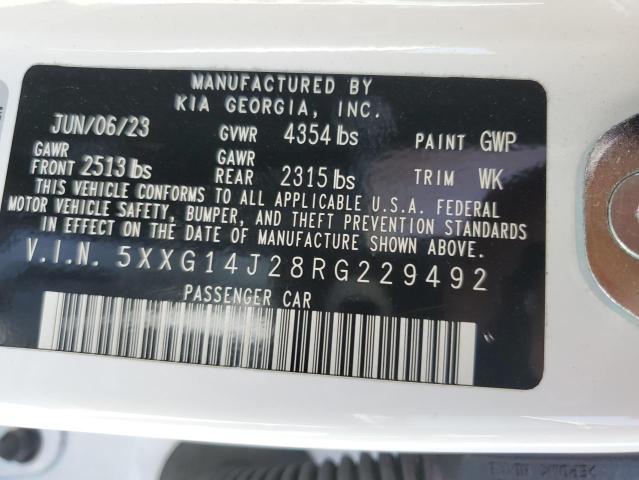 MANUFACTURED BY
KIA GEORGIA, INC.
JUN/06/23 GVWR 4354 lbs PAINT GWP
GAWR FRONT 2513 lbs GAWR REAR 2315 lbs TRIM WK
THIS VEHICLE CONFORMS TO ALL APPLICABLE U.S.A. FEDERAL
MOTOR VEHICLE SAFETY, BUMPER, AND THEFT PREVENTION STANDARDS
IN EFFECT ON THE DATE OF MANUFACTURE SHOWN ABOVE.
V.I.N. 5XXG14J28RG229492
PASSENGER CAR